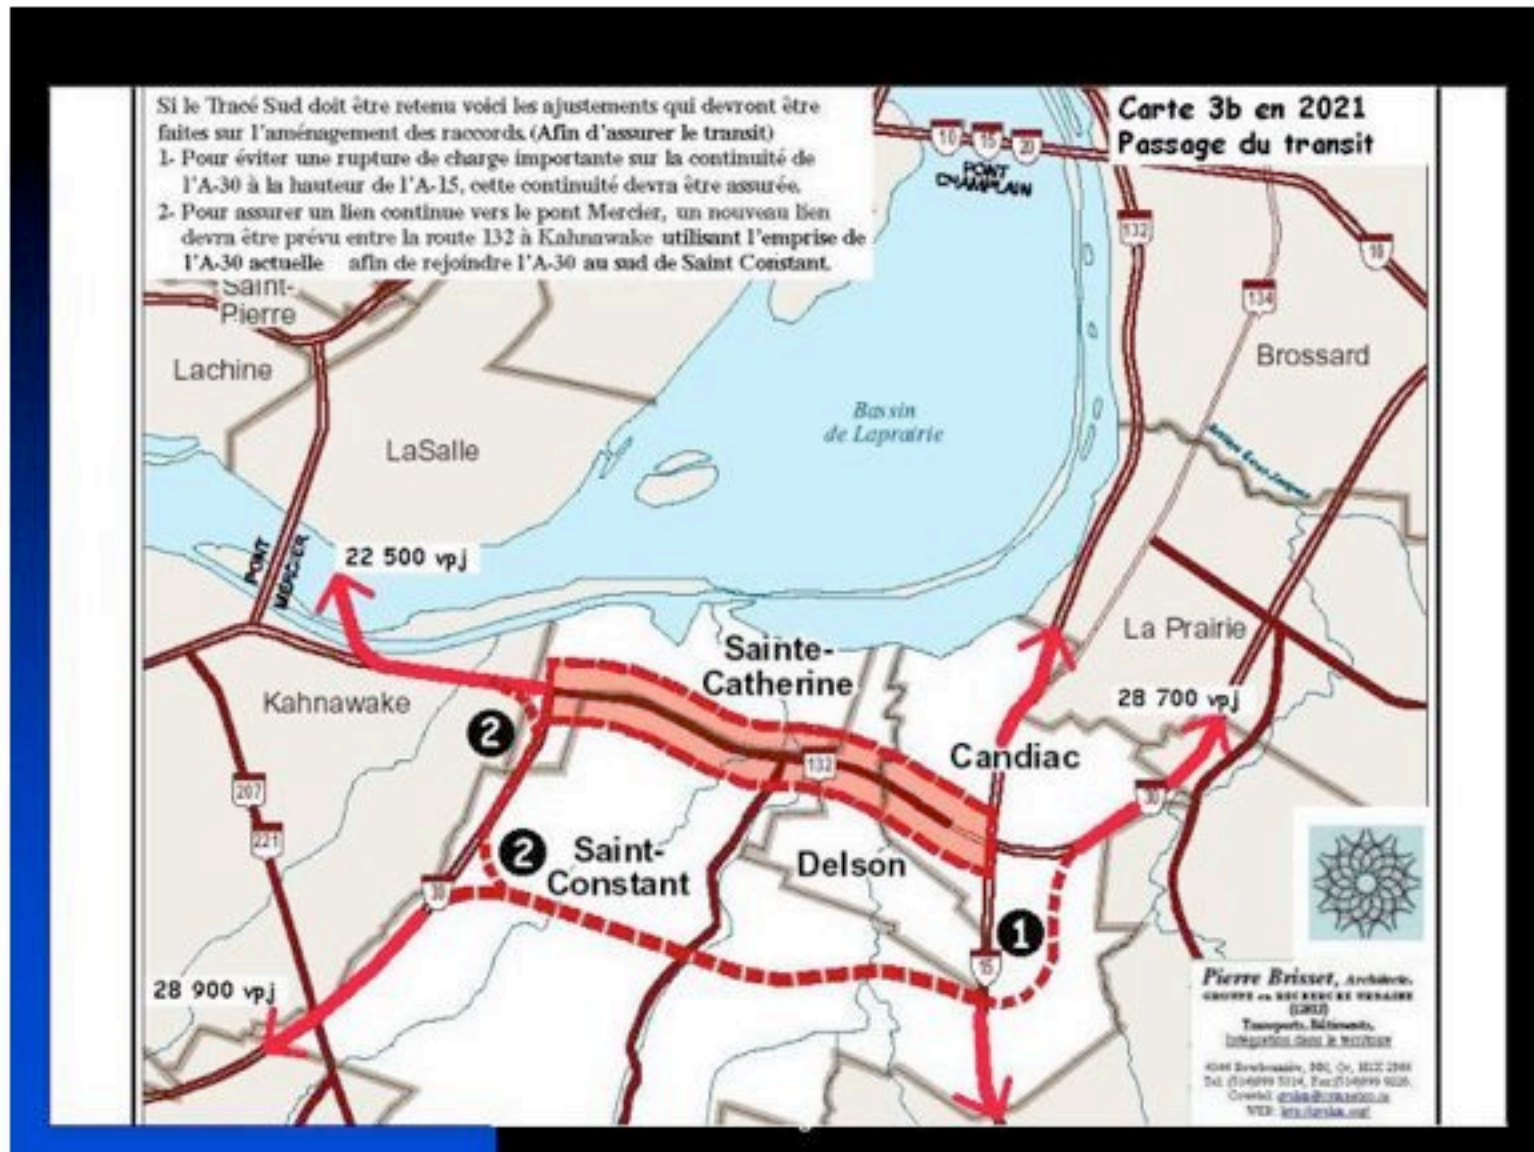 Si le Tracé Sud doit être retenu voici les ajustements qui devront être
faites sur l'aménagement des raccords. (Afin d'assurer le transit)
1- Pour éviter une rupture de charge importante sur la continuité de
l'A-30 à la hauteur de l'A-15, cette continuité devra être assurée.
2- Pour assurer un lien continue vers le pont Mercier, un nouveau lien
devra être prévu entre la route 132 à Kahnawake utilisant l'emprise de
l'A-30 actuelle afin de rejoindre l'A-30 au sud de Saint Constant.
Carte 3b en 2021
Passage du transit
10 15 20
PONT
CHAMPLAIN
132
10
134
Saint-
Pierre
Lachine
LaSalle
Brossard
Bassin
de Laprairie
PONT
MERCIER
22 500 vpj
La Prairie
Sainte-
Catherine
Kahnawake
28 700 vpj
2
Candiac
132
207
30
221
2
Saint-
Constant
Delson
30
1
15
28 900 vpj
Pierre Brisset, Architecte.
GROUPE en RECHERCHE URBAINE
Transports, Bâtiments,
Intégration dans le territoire